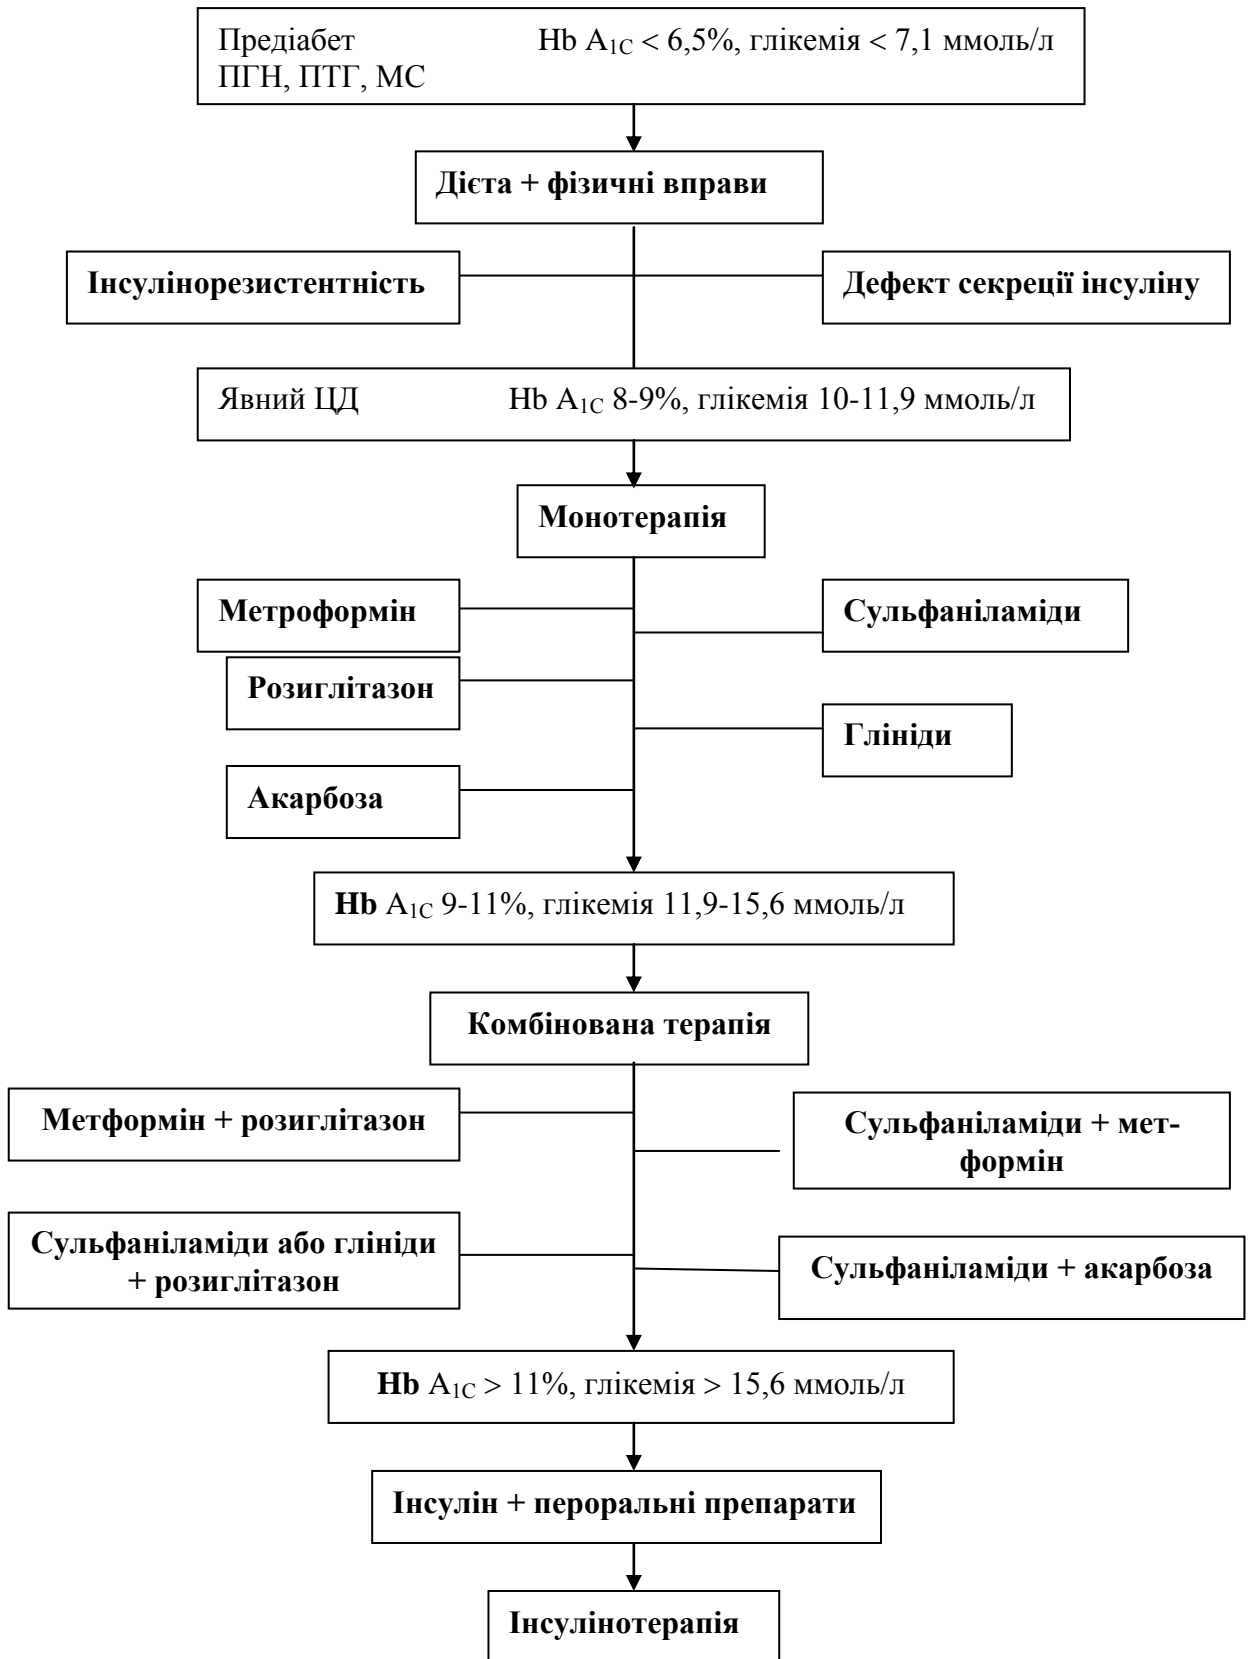 Предіабет Hb A1C < 6,5%, глікемія < 7,1 ммоль/л
ПГН, ПТГ, МС
Дієта + фізичні вправи
Інсулінорезистентність
Дефект секреції інсуліну
Явний ЦД Hb A1C 8-9%, глікемія 10-11,9 ммоль/л
Монотерапія
Метроформін
Сульфаніламіди
Розиглітазон
Глініди
Акарбоза
Hb A1C 9-11%, глікемія 11,9-15,6 ммоль/л
Комбінована терапія
Метформін + розиглітазон
Сульфаніламіди + мет-
формін
Сульфаніламіди або глініди
+ розиглітазон
Сульфаніламіди + акарбоза
Hb A1C > 11%, глікемія > 15,6 ммоль/л
Інсулін + пероральні препарати
Інсулінотерапія